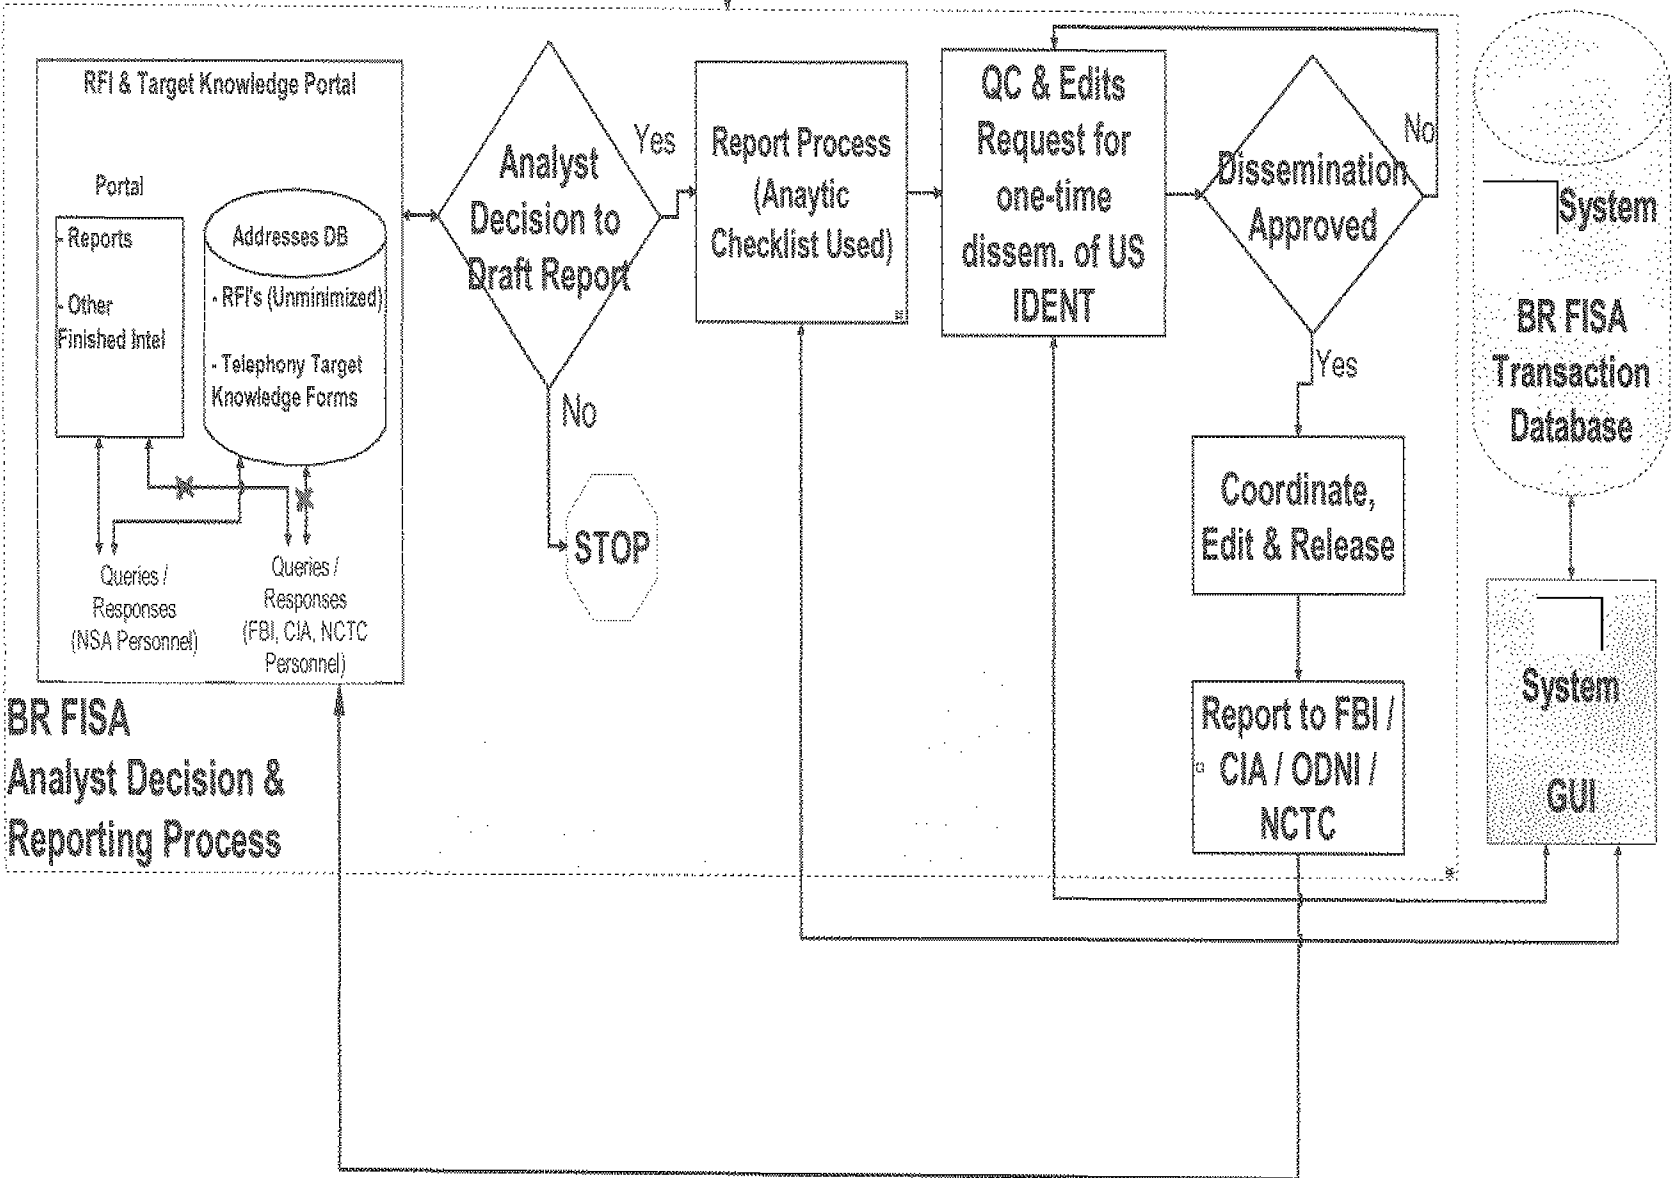 RFI & Target Knowledge Portal
Portal
- Reports
- Other
Finished Intel
Addresses DB
- RFI's (Unminimized)
- Telephony Target
Knowledge Forms
Queries /
Responses
(NSA Personnel)
Queries /
Responses
(FBI, CIA, NCTC
Personnel)
Analyst
Decision to
Draft Report
Yes
No
STOP
Report Process
(Anaytic
Checklist Used)
QC & Edits
Request for
one-time
dissem. of US
IDENT
Dissemination
Approved
No
Yes
Coordinate,
Edit & Release
Report to FBI /
CIA / ODNI /
NCTC
System
BR FISA
Transaction
Database
System
GUI
BR FISA
Analyst Decision &
Reporting Process